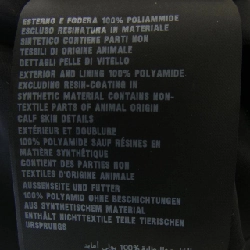 ESTERNO E FODERA 100% POLIAMMIDE
ESCLUSO RESINATURA IN MATERIALE
SINTETICO CONTIENE PARTI NON
TESSILI DI ORIGINE ANIMALE
DETTAGLI PELLE DI VITELLO
EXTERIOR AND LINING 100% POLYAMIDE
EXCLUDING RESIN-COATING IN
SYNTHETIC MATERIAL CONTAINS NON-
TEXTILE PARTS OF ANIMAL ORIGIN
CALF SKIN DETAILS
EXTÉRIEUR ET DOUBLURE
100% POLYAMIDE SAUF RÉSINES EN
MATIÈRE SYNTHÉTIQUE
CONTIENT DES PARTIES NON
TEXTILES D'ORIGINE ANIMALE
AUSSENSEITE UND FUTTER
100% POLYAMID OHNE BESCHICHTUNGEN
AUS SYNTHETISCHEM MATERIAL
ENTHÄLT NICHTTEXTILE TEILE TIERISCHEN
URSPRUNGS
100%